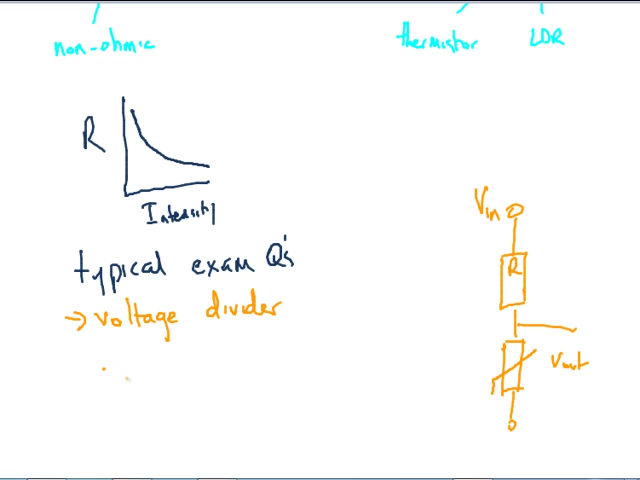 non-ohmic
thermistor LDR
R
Intensity
Vin
R
typical exam Q's
→ voltage divider
Vout